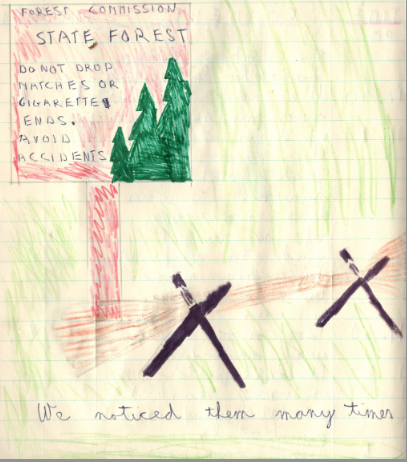 FOREST COMMISSION
STATE FOREST
DO NOT DROP
MATCHES OR
CIGARETTE
ENDS.
AVOID
ACCIDENTS
We noticed them many times